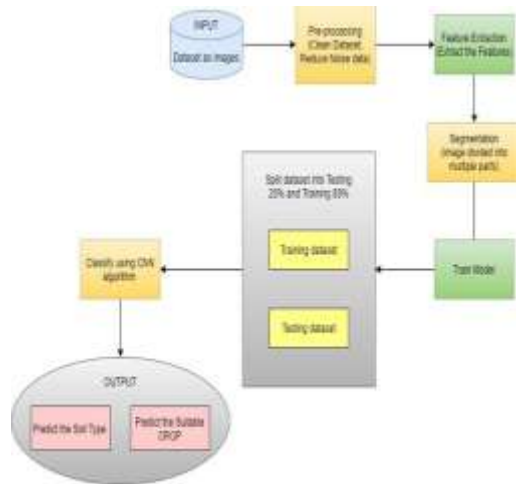 INPUT
Dataset as Images
Pre-processing
(Clean Dataset,
Reduce Noise data)
Feature Extraction
(Extract the Features)
Segmentation
(Image divided into
multiple parts)
Train Model
Split dataset into Testing
20% and Training 80%
Training dataset
Testing dataset
Classify using CNN
algorithm
OUTPUT
Predict the Soil Type
Predict the Suitable
CROP